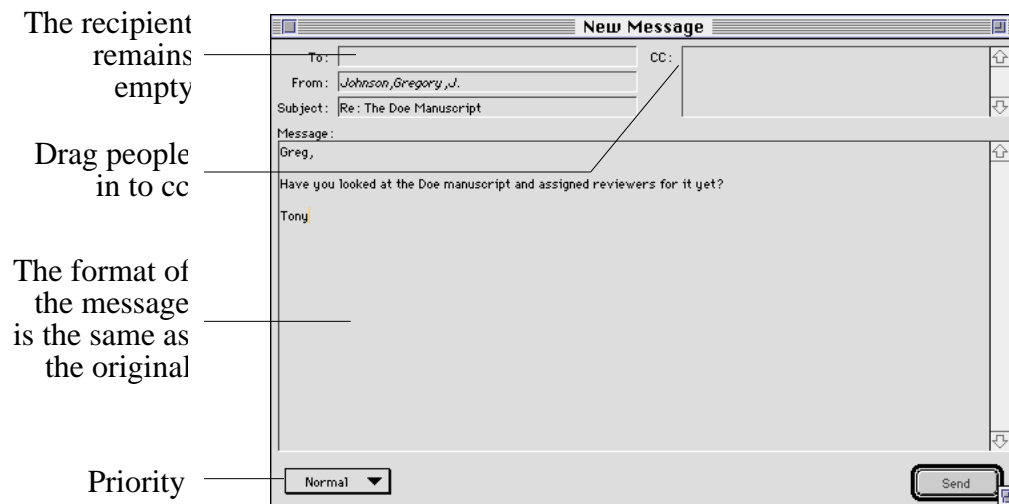 The recipient
remains
empty
Drag people
in to cc
The format of
the message
is the same as
the original
Priority
New Message
To:
CC:
From: Johnson,Gregory,J.
Subject: Re: The Doe Manuscript
Message:
Greg,
Have you looked at the Doe manuscript and assigned reviewers for it yet?
Tony
Normal
Send